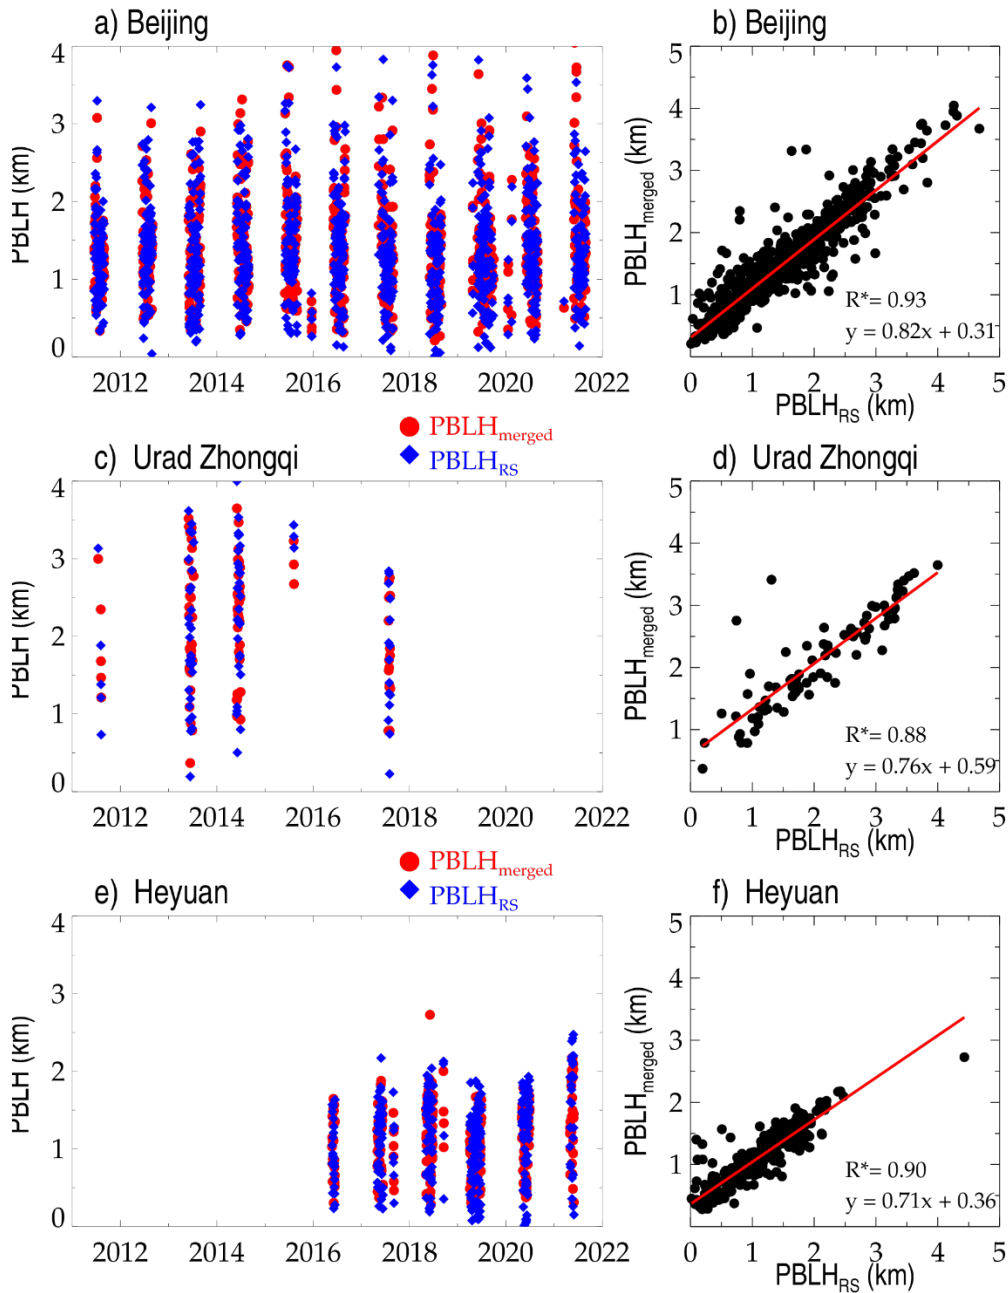 a) Beijing
b) Beijing
PBLH (km)
4
3
2
1
0
2012 2014 2016 2018 2020 2022
PBLHmerged (km)
5
4
3
2
1
R*= 0.93
y = 0.82x + 0.31
0 1 2 3 4 5
PBLHRS (km)
PBLHmerged
PBLHRS
c) Urad Zhongqi
d) Urad Zhongqi
PBLH (km)
4
3
2
1
0
2012 2014 2016 2018 2020 2022
PBLHmerged (km)
5
4
3
2
1
R*= 0.88
y = 0.76x + 0.59
0 1 2 3 4 5
PBLHRS (km)
PBLHmerged
PBLHRS
e) Heyuan
f) Heyuan
PBLH (km)
4
3
2
1
0
2012 2014 2016 2018 2020 2022
PBLHmerged (km)
5
4
3
2
1
R*= 0.90
y = 0.71x + 0.36
0 1 2 3 4 5
PBLHRS (km)